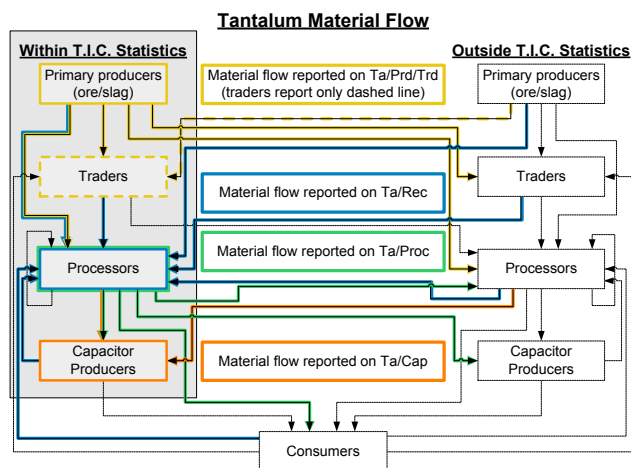 Tantalum Material Flow
Within T.I.C. Statistics
Outside T.I.C. Statistics
Primary producers
(ore/slag)
Material flow reported on Ta/Prd/Trd
(traders report only dashed line)
Primary producers
(ore/slag)
Traders
Material flow reported on Ta/Rec
Traders
Processors
Material flow reported on Ta/Proc
Processors
Capacitor
Producers
Material flow reported on Ta/Cap
Capacitor
Producers
Consumers